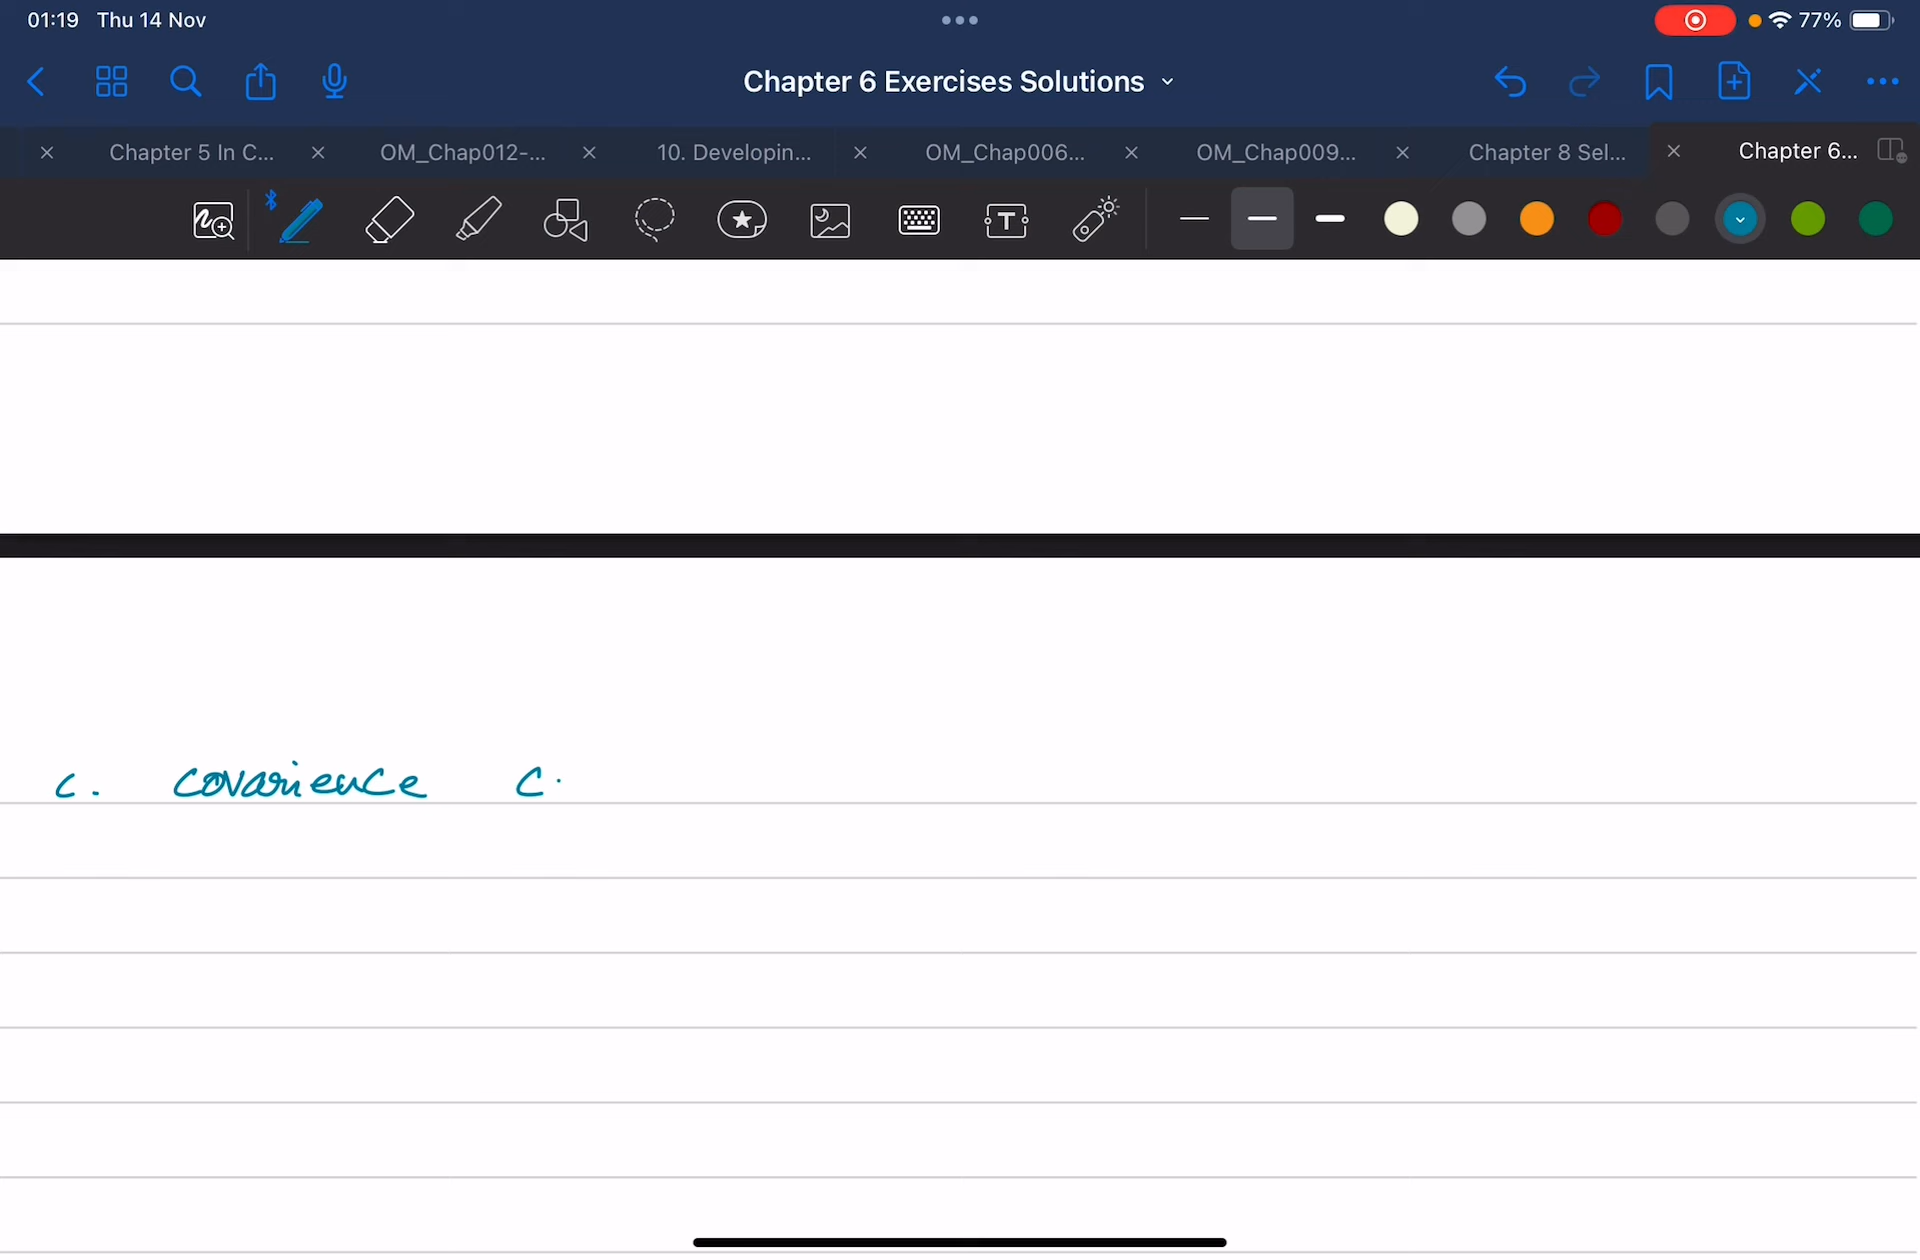 01:19 Thu 14 Nov 77%
Chapter 6 Exercises Solutions
Chapter 5 In C... OM_Chap012-... 10. Developin... OM_Chap006... OM_Chap009... Chapter 8 Sel... Chapter 6...
T
c. covarience c.